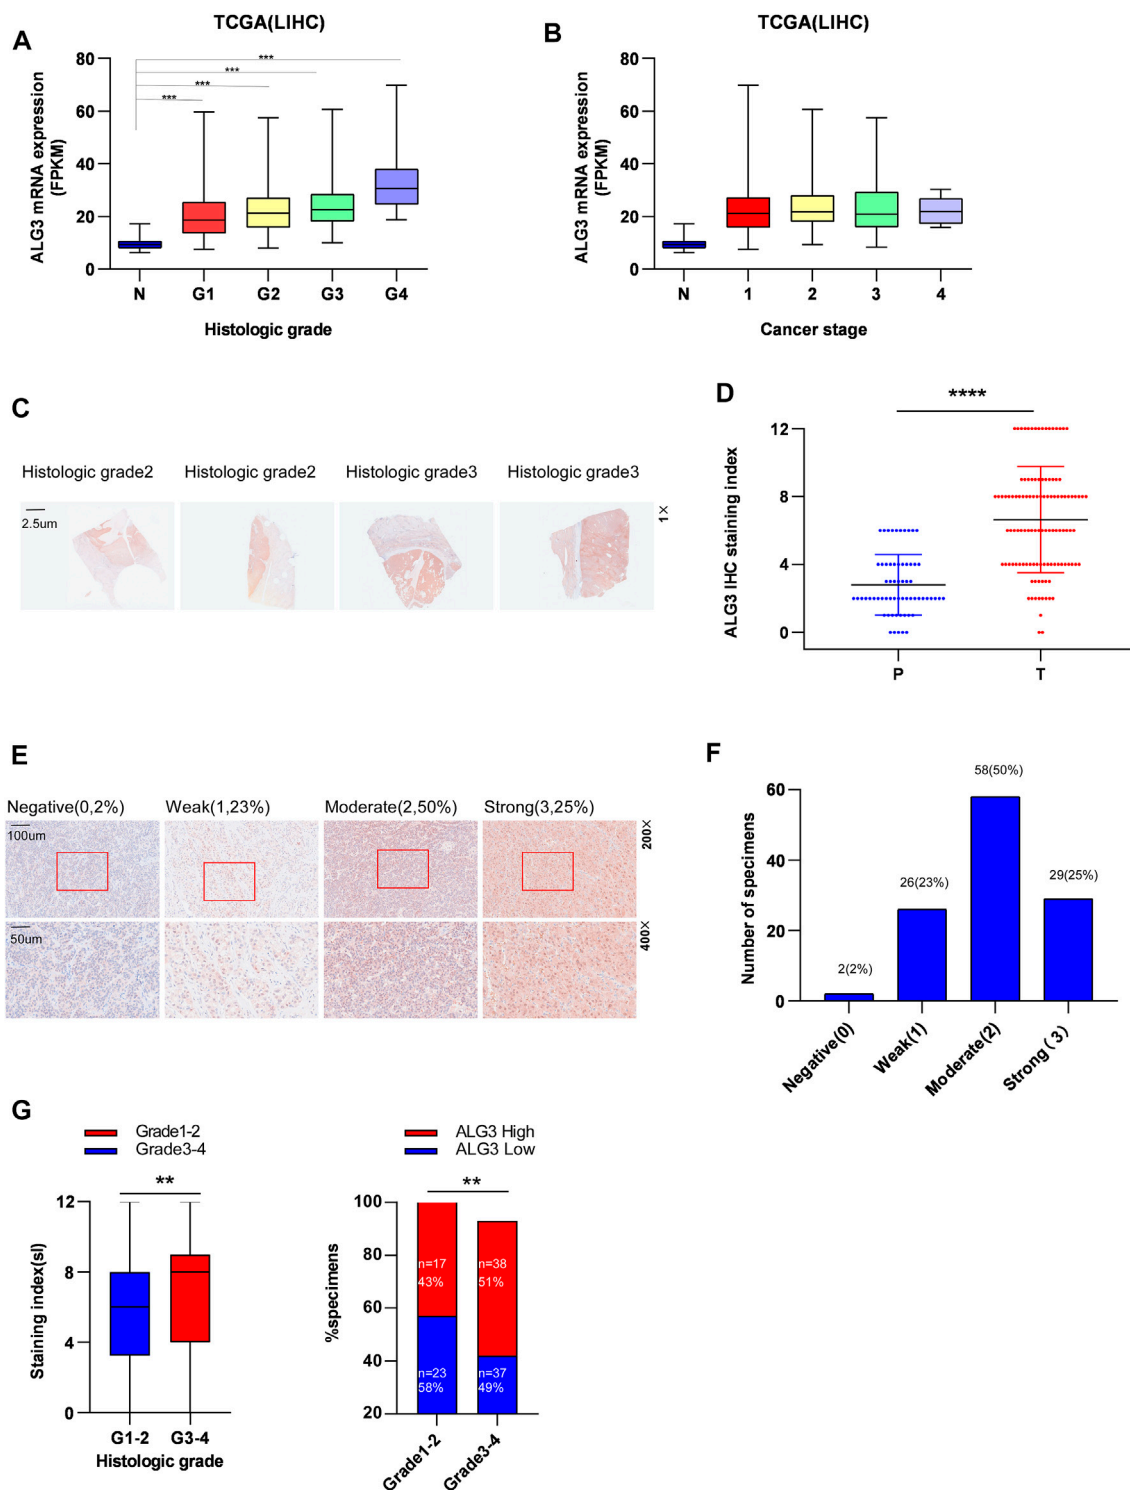 A
TCGA(LIHC)
ALG3 mRNA expression
(FPKM)
80
60
40
20
0
***
***
***
***
N G1 G2 G3 G4
Histologic grade
B
TCGA(LIHC)
ALG3 mRNA expression
(FPKM)
80
60
40
20
0
N 1 2 3 4
Cancer stage
C
Histologic grade2 Histologic grade2 Histologic grade3 Histologic grade3
2.5um
1×
D
****
ALG3 IHC staining index
12
8
4
0
P T
E
Negative(0,2%) Weak(1,23%) Moderate(2,50%) Strong(3,25%)
100um
200×
50um
400×
F
Number of specimens
60
40
20
0
2(2%)
26(23%)
58(50%)
29(25%)
Negative(0)
Weak(1)
Moderate(2)
Strong(3)
G
Grade1-2
Grade3-4
**
Staining index(sI)
12
8
4
0
G1-2 G3-4
Histologic grade
ALG3 High
ALG3 Low
**
%specimens
100
80
60
40
20
n=17
43%
n=38
51%
n=23
58%
n=37
49%
Grade1-2
Grade3-4